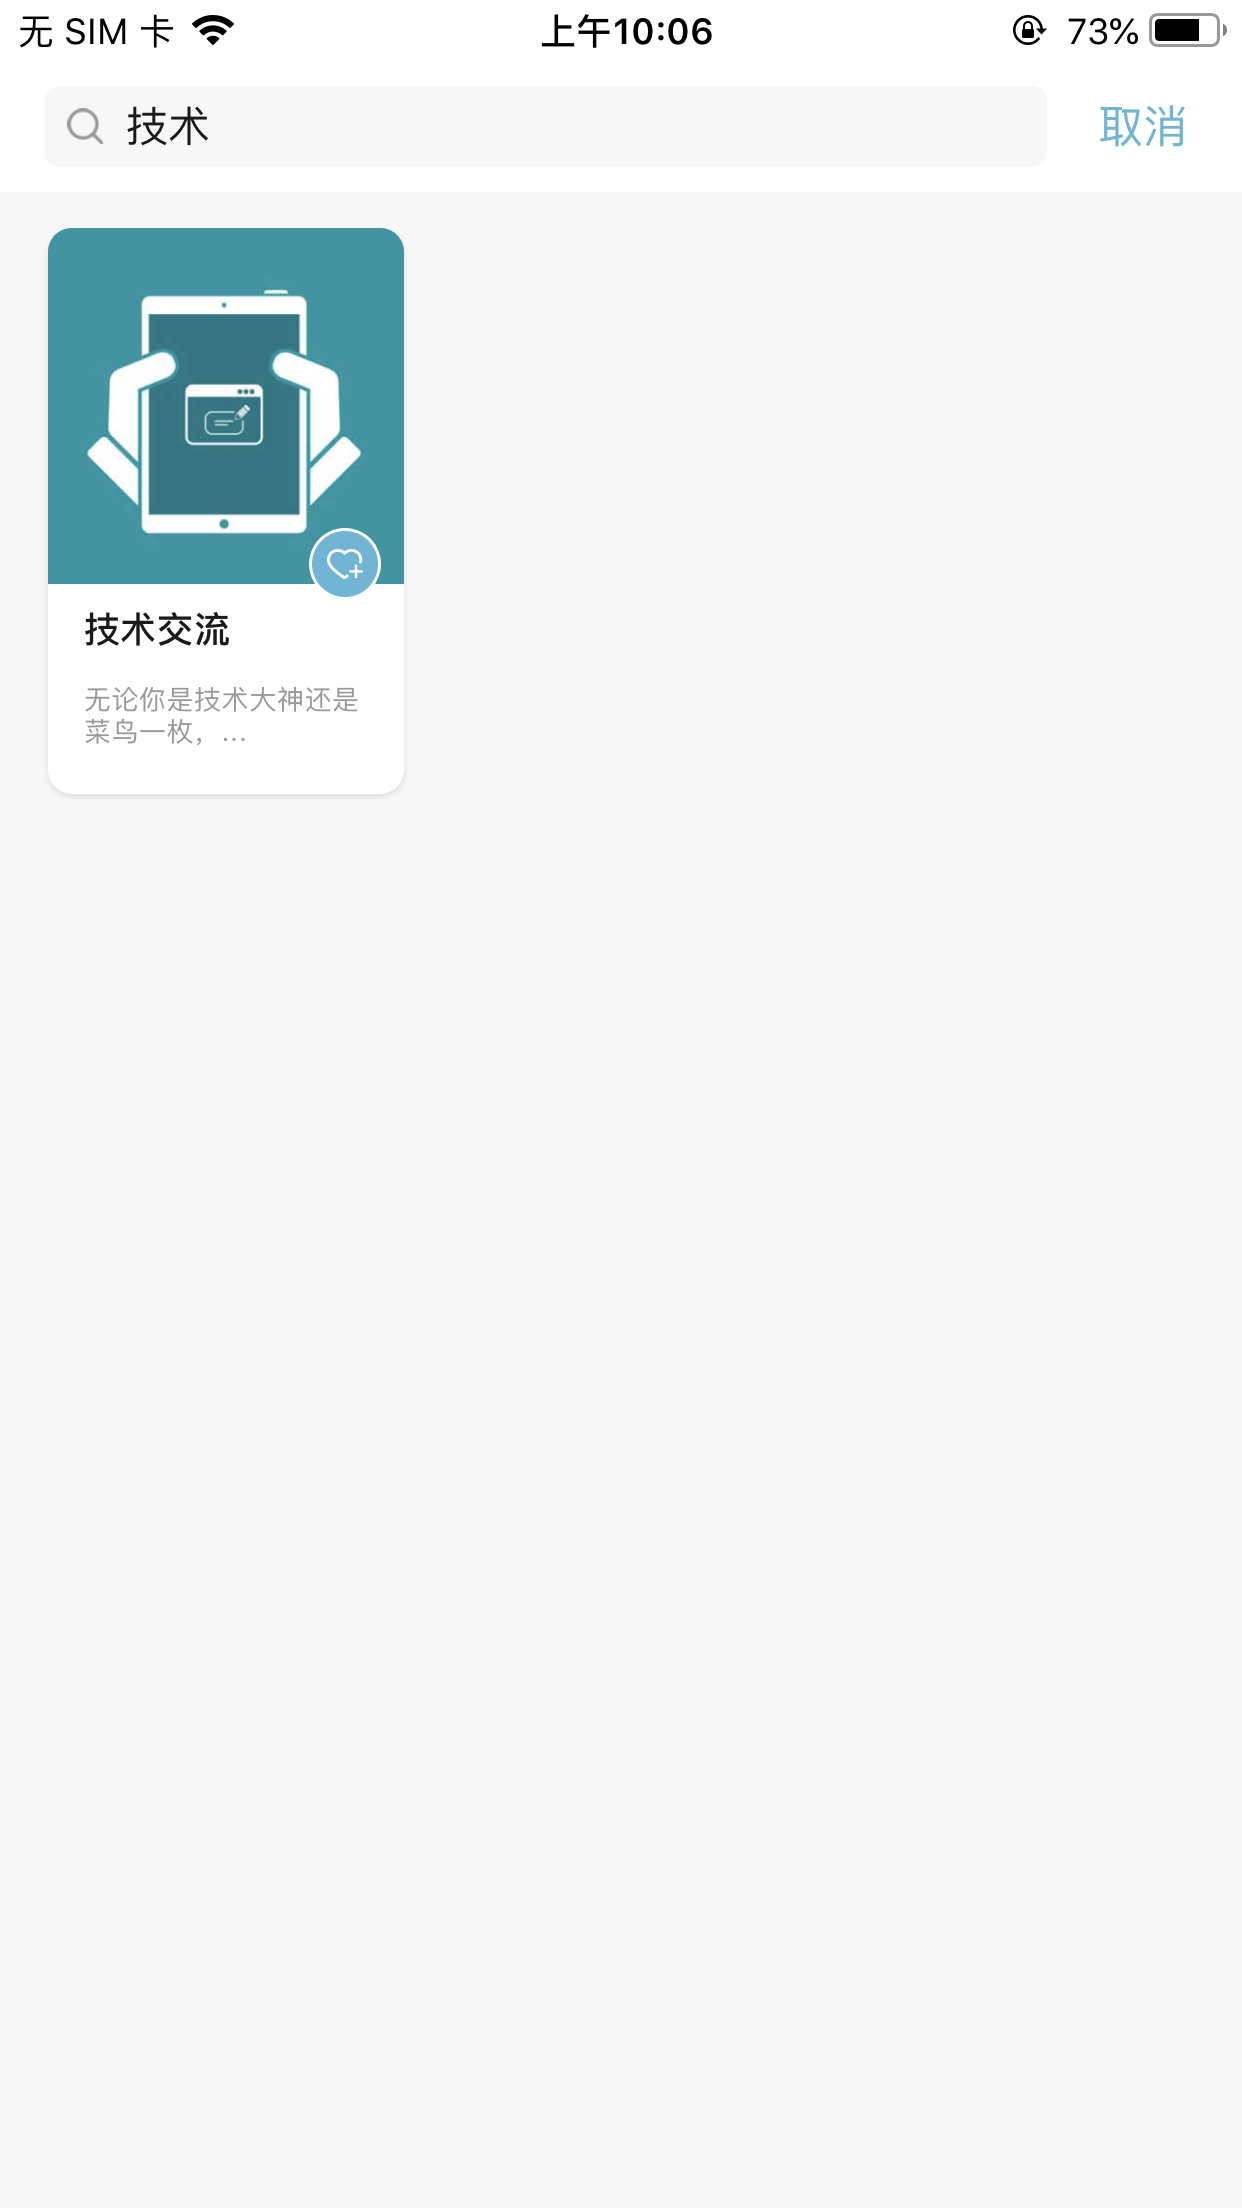 无 SIM 卡
上午10:06
73%
技术
取消
技术交流
无论你是技术大神还是
菜鸟一枚，...